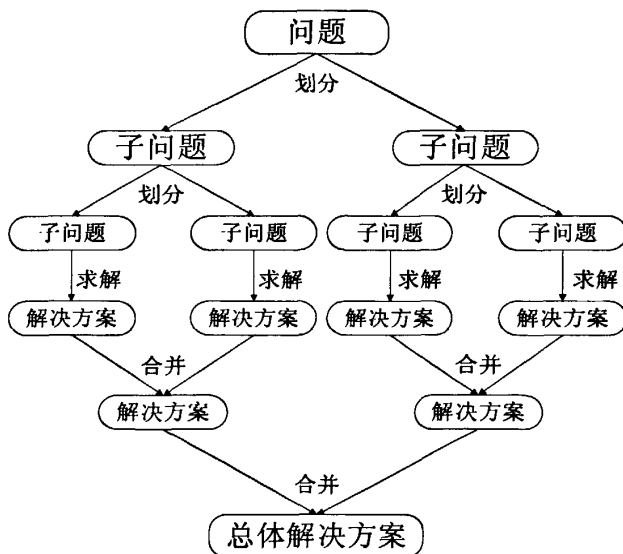 问题
划分
子问题 子问题
划分 划分
子问题 子问题 子问题 子问题
求解 求解 求解 求解
解决方案 解决方案 解决方案 解决方案
合并 合并
解决方案 解决方案
合并
总体解决方案